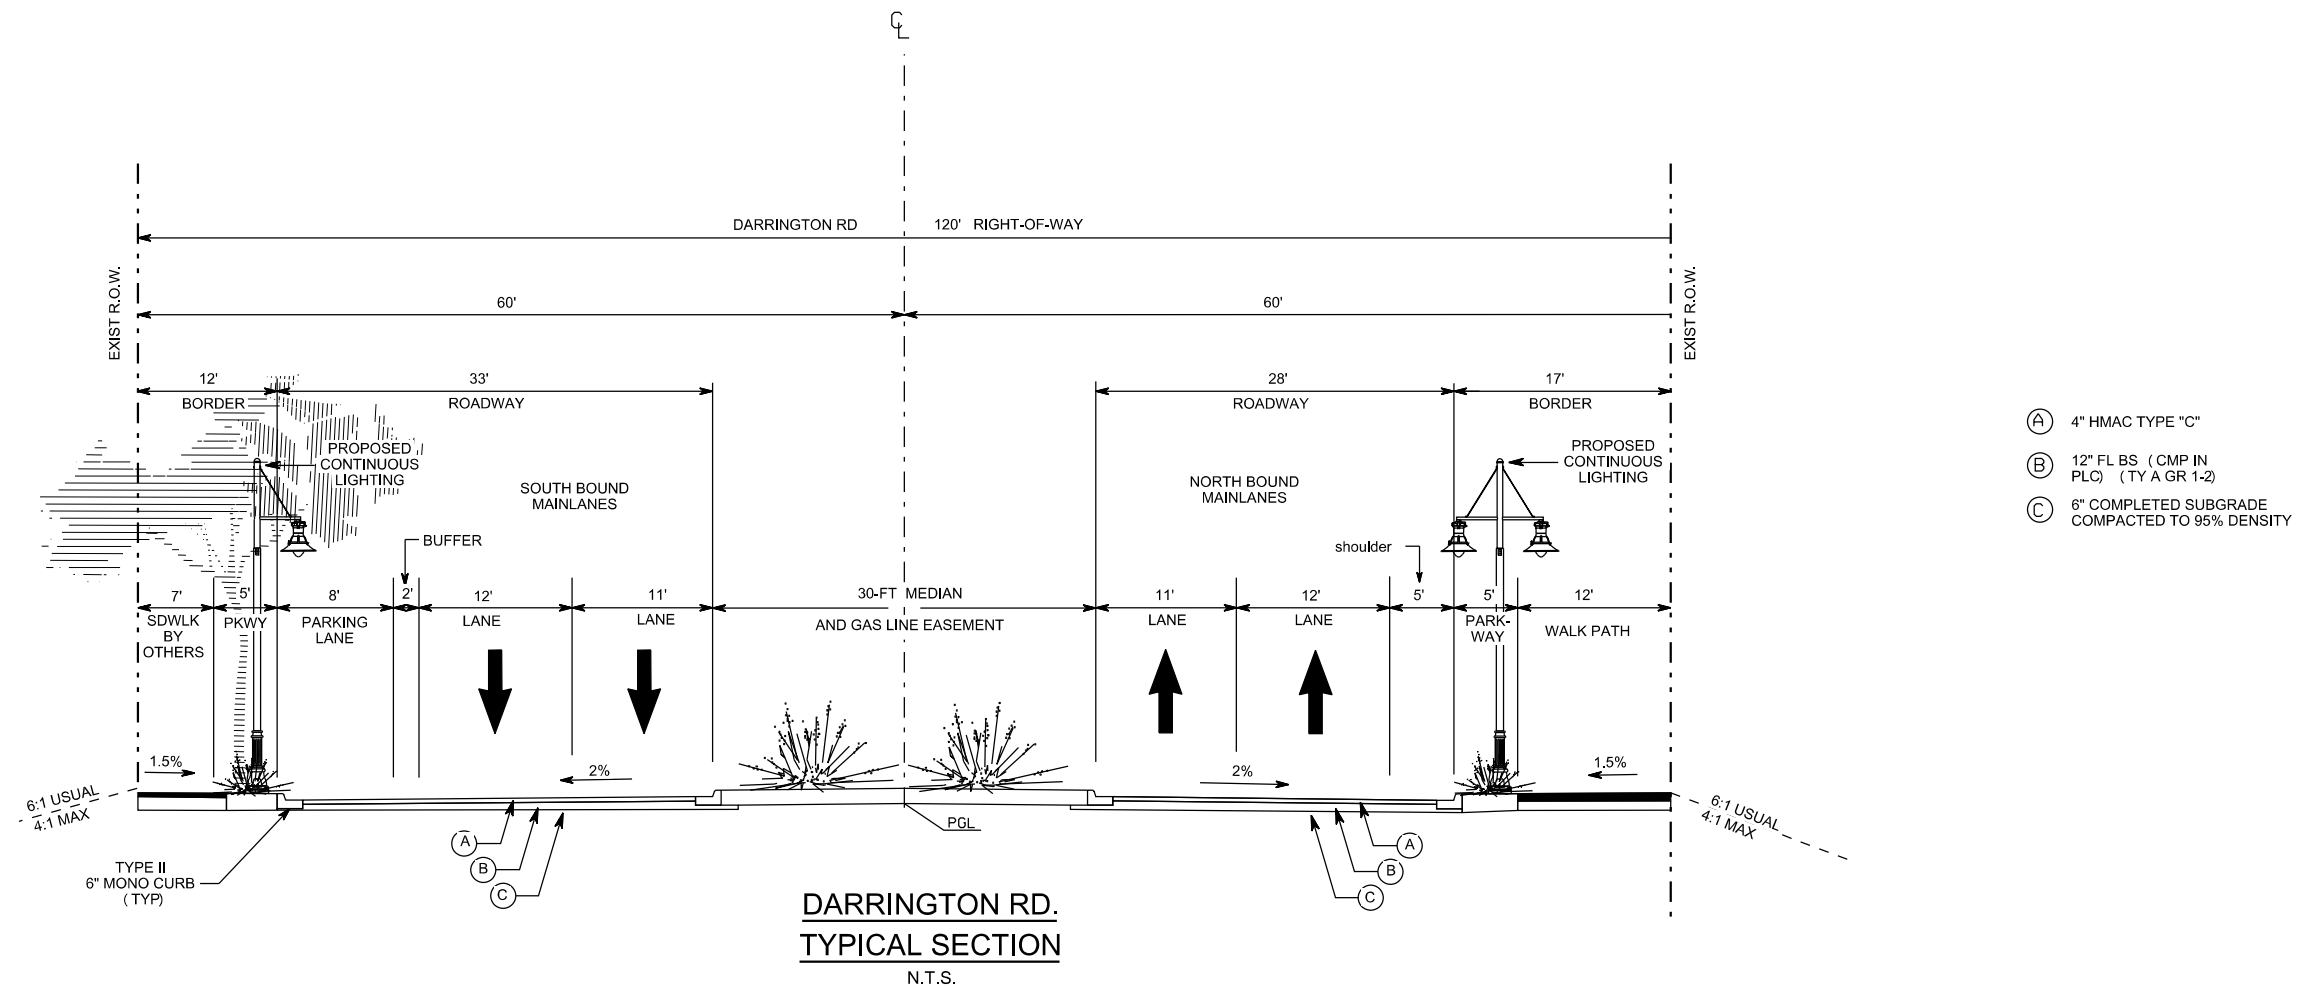 CL
DARRINGTON RD 120' RIGHT-OF-WAY
EXIST R.O.W.
EXIST R.O.W.
60' 60'
12' 33' 28' 17'
BORDER ROADWAY ROADWAY BORDER
PROPOSED
CONTINUOUS
LIGHTING
SOUTH BOUND
MAINLANES
NORTH BOUND
MAINLANES
PROPOSED
CONTINUOUS
LIGHTING
BUFFER
shoulder
7' 5' 8' 2' 12' 11' 30-FT MEDIAN 11' 12' 5' 5' 12'
SDWLK
BY
OTHERS
PKWY
PARKING
LANE
LANE
LANE
AND GAS LINE EASEMENT
LANE
LANE
PARK-
WAY
WALK PATH
1.5% 2% 2% 1.5%
6:1 USUAL
4:1 MAX
6:1 USUAL
4:1 MAX
PGL
A
B
C
A
B
C
TYPE II
6" MONO CURB
( TYP)
DARRINGTON RD.
TYPICAL SECTION
N.T.S.
A 4" HMAC TYPE "C"
B 12" FL BS ( CMP IN
PLC) ( TY A GR 1-2)
C 6" COMPLETED SUBGRADE
COMPACTED TO 95% DENSITY